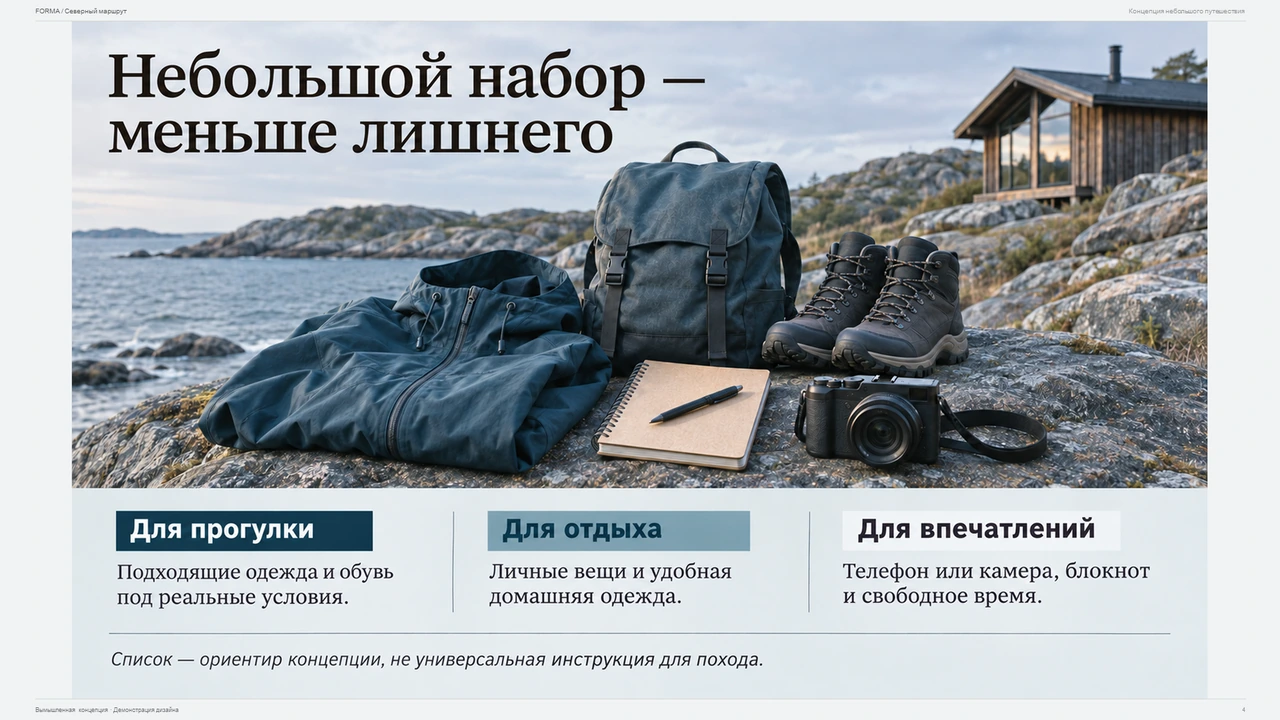 FORMA / Северный маршрут
Концепция небольшого путешествия
Небольшой набор —
меньше лишнего
Для прогулки
Подходящие одежда и обувь
под реальные условия.
Для отдыха
Личные вещи и удобная
домашняя одежда.
Для впечатлений
Телефон или камера, блокнот
и свободное время.
Список — ориентир концепции, не универсальная инструкция для похода.
Вымышленная концепция · Демонстрация дизайна
4